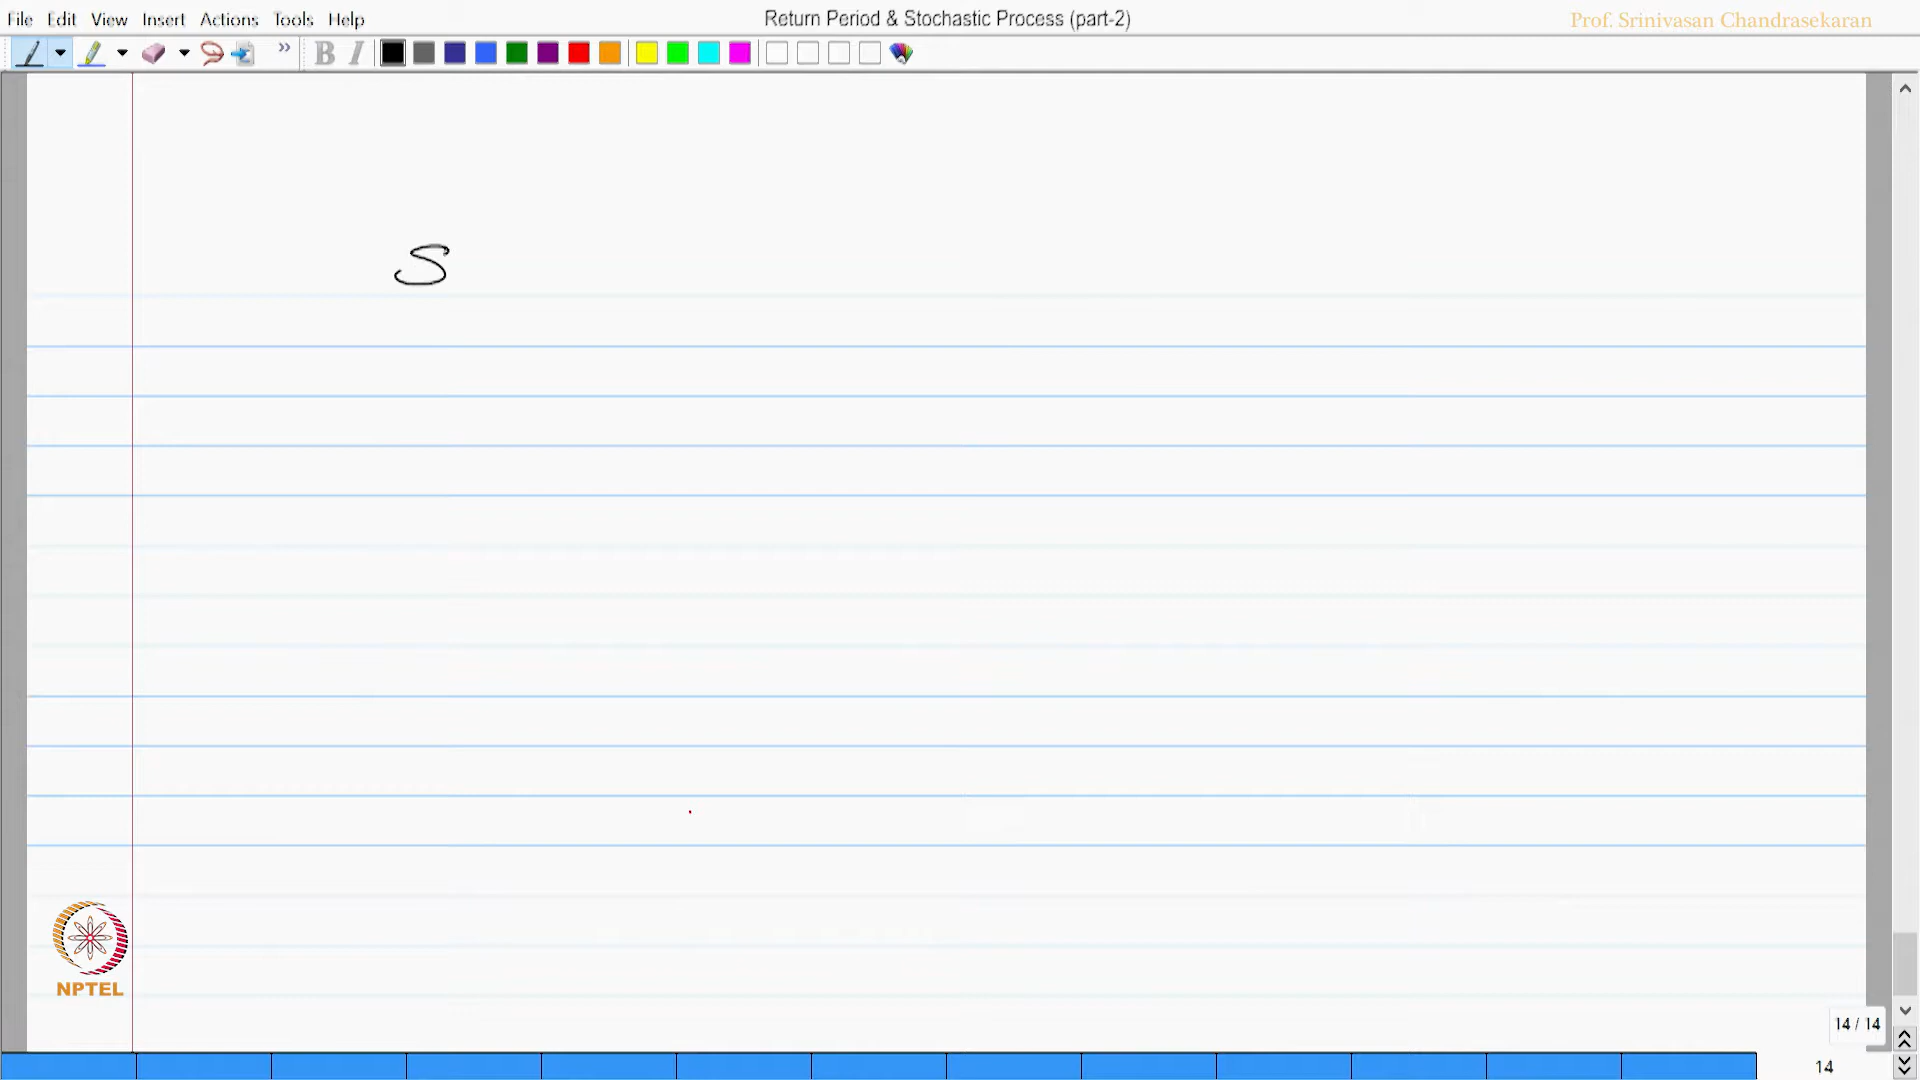 File Edit View Insert Actions Tools Help
Return Period & Stochastic Process (part-2)
Prof. Srinivasan Chandrasekaran
B I
S
NPTEL
14 / 14
14